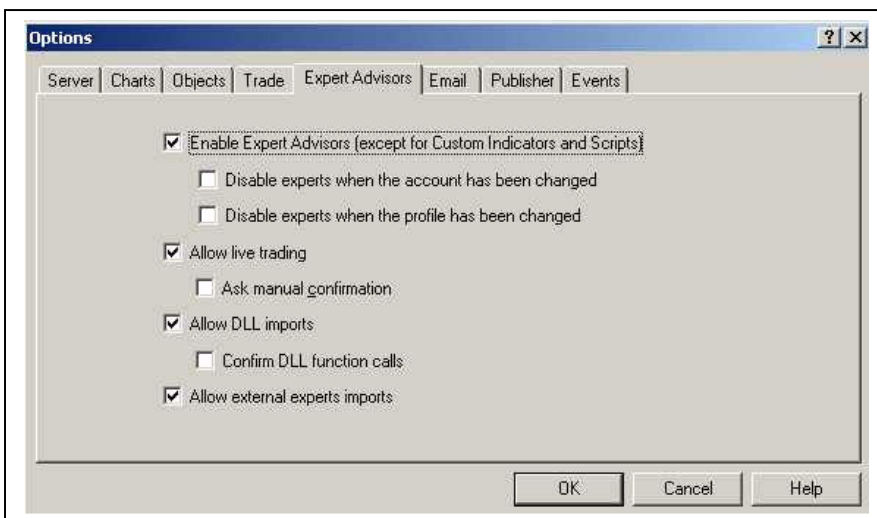 Options
Server Charts Objects Trade Expert Advisors Email Publisher Events
Enable Expert Advisors (except for Custom Indicators and Scripts)
Disable experts when the account has been changed
Disable experts when the profile has been changed
Allow live trading
Ask manual confirmation
Allow DLL imports
Confirm DLL function calls
Allow external experts imports
OK Cancel Help